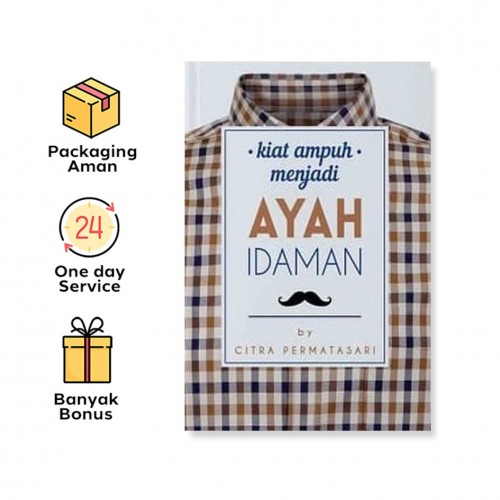 Packaging
Aman
24
One day
Service
Banyak
Bonus
• kiat ampuh •
menjadi
AYAH
IDAMAN
by
CITRA PERMATASARI